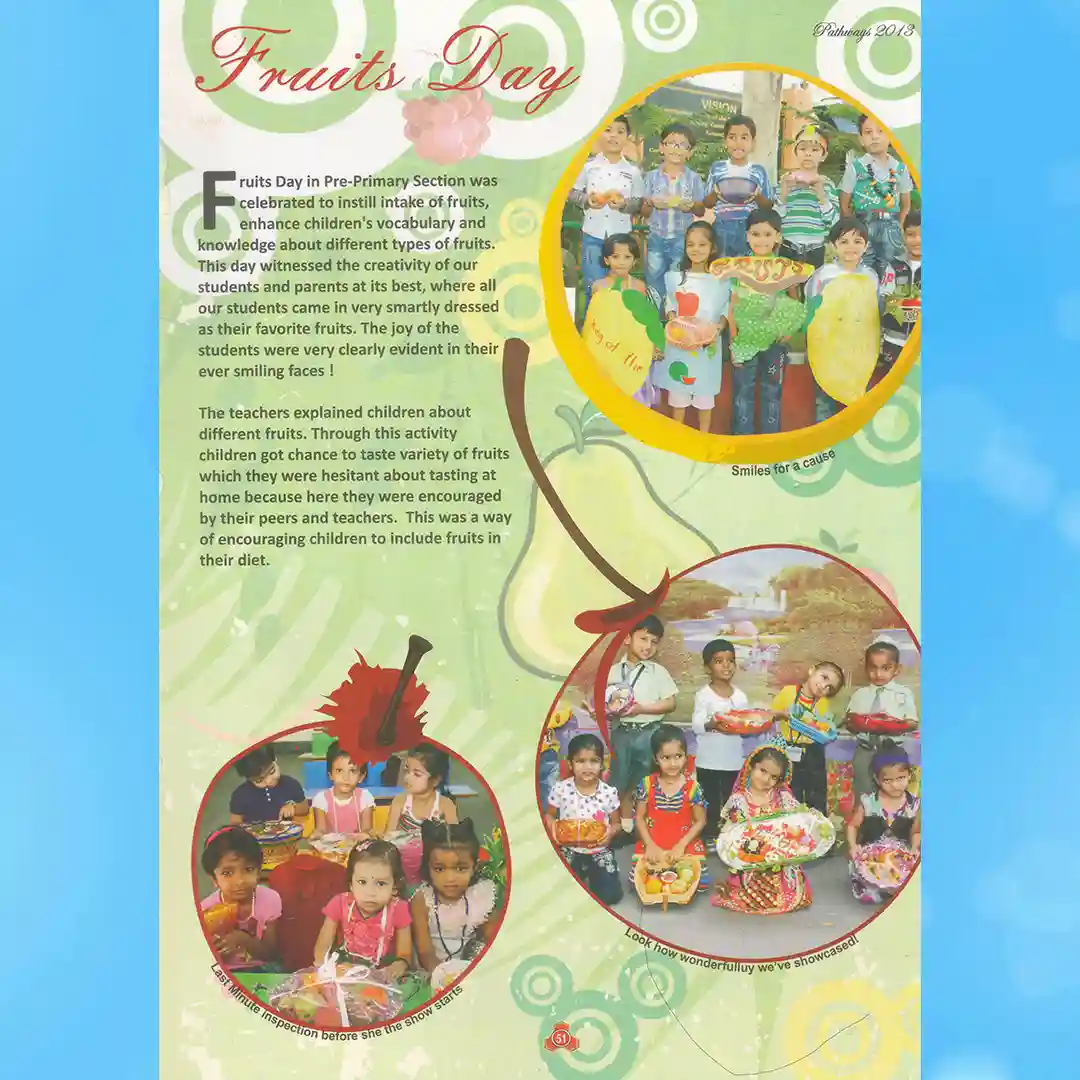 Pathways 2013
Fruits Day
Fruits Day in Pre-Primary Section was
celebrated to instill intake of fruits,
enhance children's vocabulary and
knowledge about different types of fruits.
This day witnessed the creativity of our
students and parents at its best, where all
our students came in very smartly dressed
as their favorite fruits. The joy of the
students were very clearly evident in their
ever smiling faces !
The teachers explained children about
different fruits. Through this activity
children got chance to taste variety of fruits
which they were hesitant about tasting at
home because here they were encouraged
by their peers and teachers. This was a way
of encouraging children to include fruits in
their diet.
VISION
FRUITS
King of the
Smiles for a cause
Look how wonderfulluy we've showcased!
Last Minute inspection before she the show starts
51